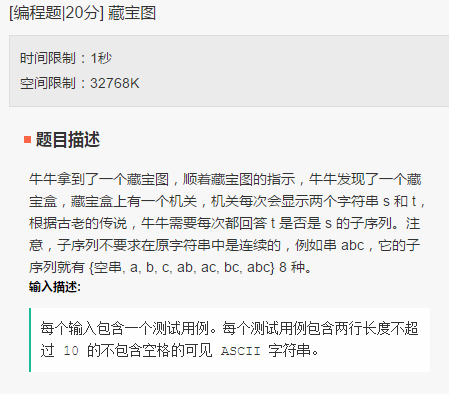 [编程题|20分] 藏宝图
时间限制：1秒
空间限制：32768K
题目描述
牛牛拿到了一个藏宝图，顺着藏宝图的指示，牛牛发现了一个藏
宝盒，藏宝盒上有一个机关，机关每次会显示两个字符串 s 和 t，
根据古老的传说，牛牛需要每次都回答 t 是否是 s 的子序列。注
意，子序列不要求在原字符串中是连续的，例如串 abc，它的子
序列就有 {空串, a, b, c, ab, ac, bc, abc} 8 种。
输入描述:
每个输入包含一个测试用例。每个测试用例包含两行长度不超
过 10 的不包含空格的可见 ASCII 字符串。